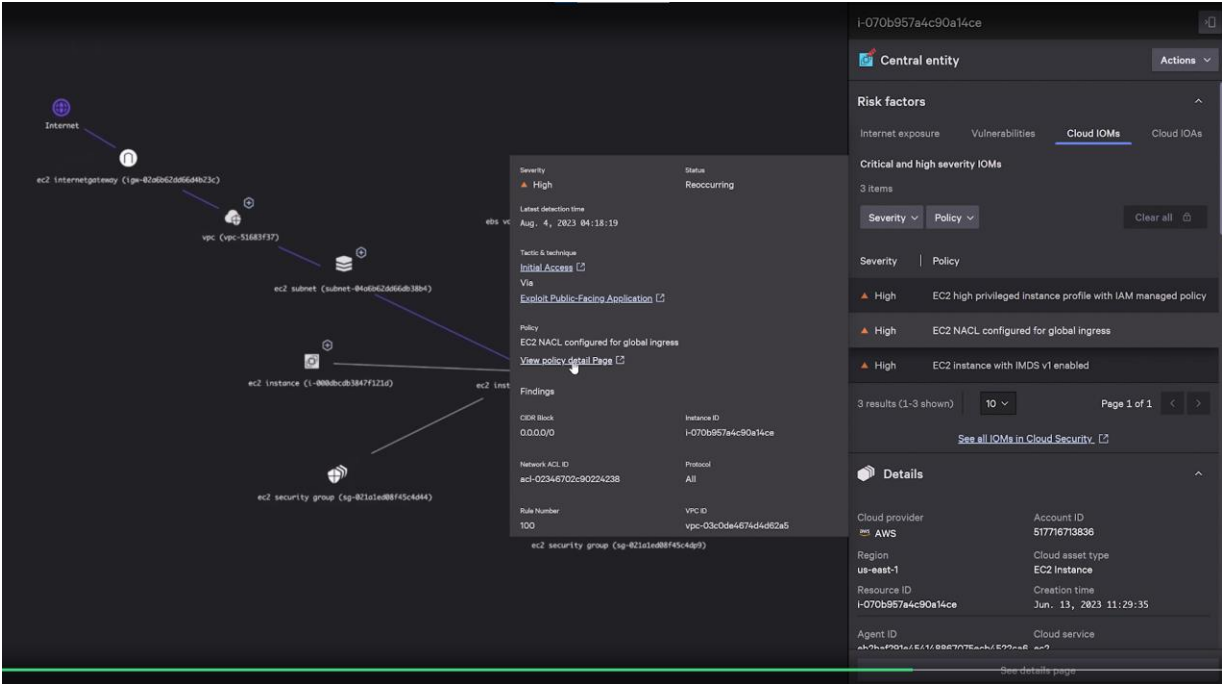 i-070b957a4c90a14ce
Central entity
Actions
Risk factors
Internet exposure Vulnerabilities Cloud IOMs Cloud IOAs
Critical and high severity IOMs
3 items
Severity Policy Clear all
Severity Policy
High EC2 high privileged instance profile with IAM managed policy
High EC2 NACL configured for global ingress
High EC2 instance with IMDS v1 enabled
3 results (1-3 shown) 10 Page 1 of 1
See all IOMs in Cloud Security
Details
Cloud provider Account ID
AWS 517716713836
Region Cloud asset type
us-east-1 EC2 Instance
Resource ID Creation time
i-070b957a4c90a14ce Jun. 13, 2023 11:29:35
Agent ID Cloud service
ec2
See details page
Internet
ec2 internetgateway (igw-02a6b62dd66d4b23c)
vpc (vpc-51683f37)
ec2 subnet (subnet-04a6b62dd66db38b4)
ec2 instance (i-000dbcdb3847f121d)
ec2 security group (sg-021a1ed08f45c4d44)
ebs vo
ec2 inst
ec2 security group (sg-021a1ed08f45c4dp9)
Severity Status
High Reoccurring
Latest detection time
Aug. 4, 2023 04:18:19
Tactic & technique
Initial Access
Via
Exploit Public-Facing Application
Policy
EC2 NACL configured for global ingress
View policy detail Page
Findings
CIDR Block Instance ID
0.0.0.0/0 i-070b957a4c90a14ce
Network ACL ID Protocol
acl-02346702c90224238 All
Rule Number VPC ID
100 vpc-03c0de4674d4d62a5